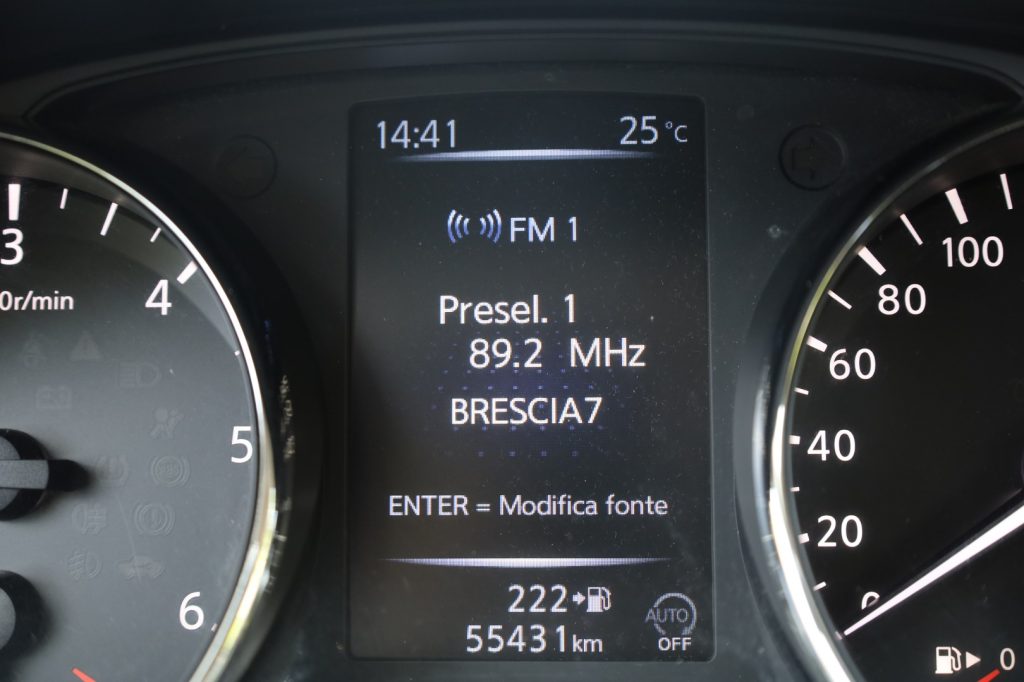 14:41 25 °C
FM 1
Presel. 1
89.2 MHz
BRESCIA7
ENTER = Modifica fonte
222
55431km
AUTO
OFF
3
4
5
6
0r/min
0
20
40
60
80
100
0